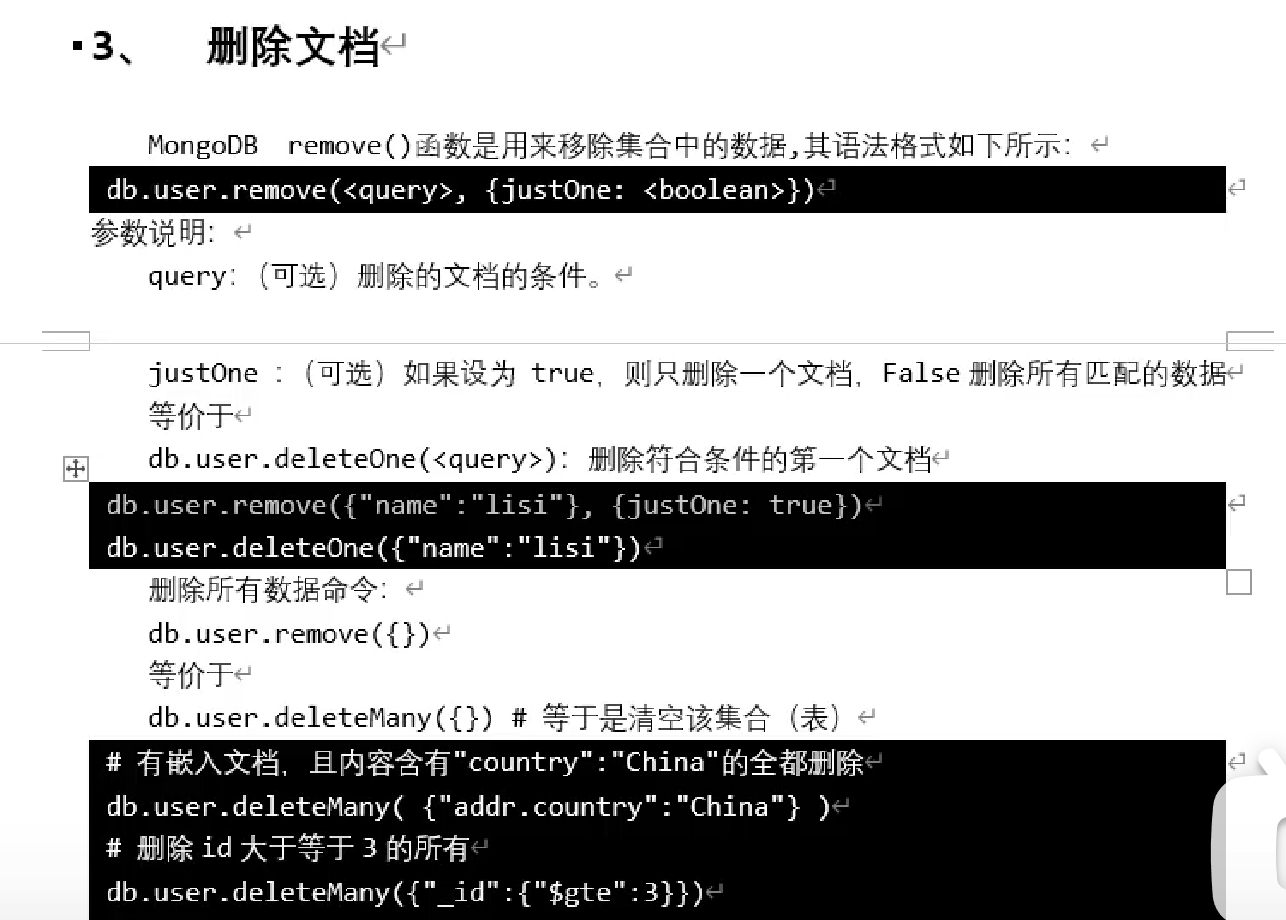 ▪3、 删除文档
MongoDB remove()函数是用来移除集合中的数据,其语法格式如下所示：
db.user.remove(<query>, {justOne: <boolean>})
参数说明：
query：（可选）删除的文档的条件。
justOne ：（可选）如果设为 true，则只删除一个文档，False 删除所有匹配的数据
等价于
db.user.deleteOne(<query>)：删除符合条件的第一个文档
db.user.remove({"name":"lisi"}, {justOne: true})
db.user.deleteOne({"name":"lisi"})
删除所有数据命令：
db.user.remove({})
等价于
db.user.deleteMany({}) # 等于是清空该集合（表）
# 有嵌入文档，且内容含有"country":"China"的全都删除
db.user.deleteMany( {"addr.country":"China"} )
# 删除 id 大于等于 3 的所有
db.user.deleteMany({"_id":{"$gte":3}})